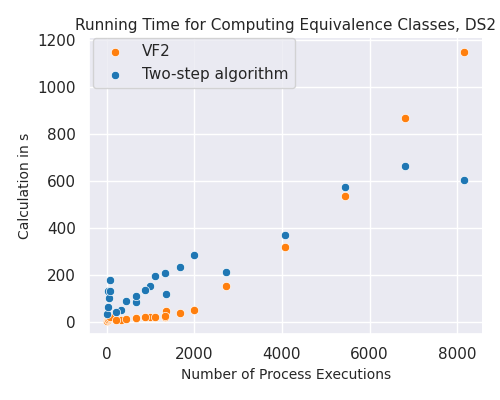 Running Time for Computing Equivalence Classes, DS2
VF2
Two-step algorithm
1200
1000
800
600
400
200
0
Calculation in s
0 2000 4000 6000 8000
Number of Process Executions